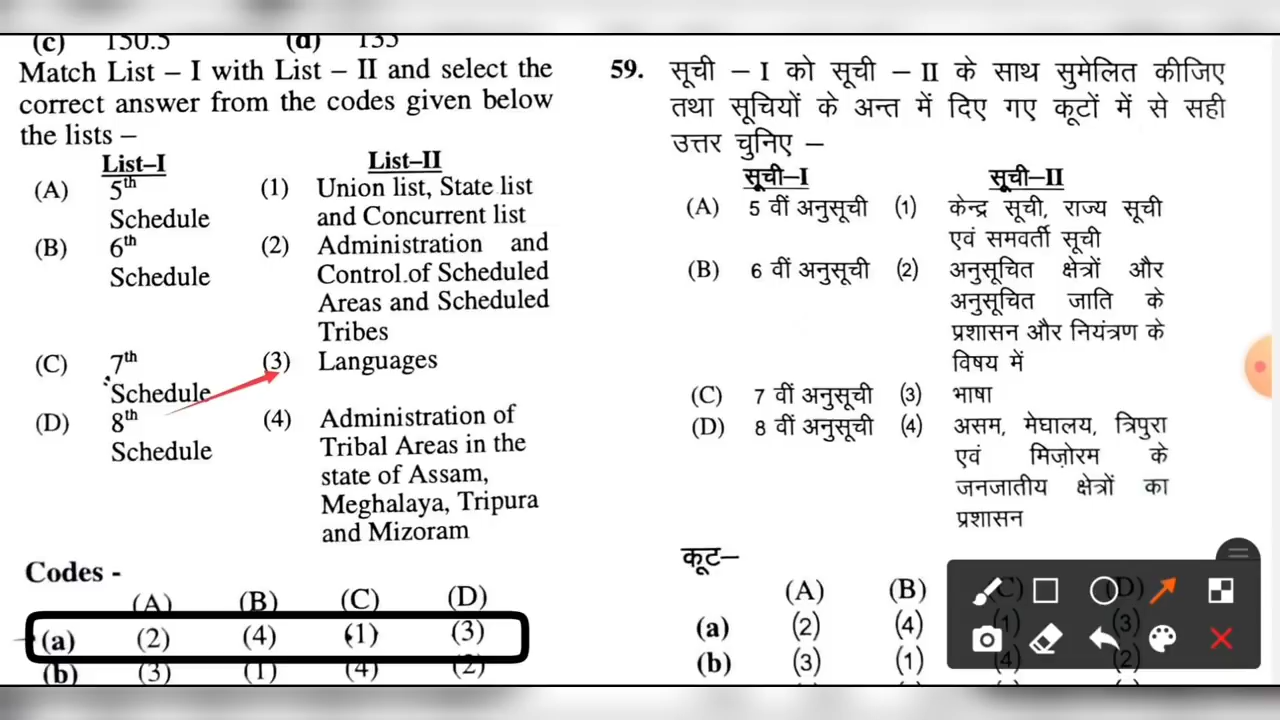 (c) 150.5 (d) 155
Match List – I with List – II and select the
correct answer from the codes given below
the lists –
List–I List–II
(A) 5th (1) Union list, State list
Schedule and Concurrent list
(B) 6th (2) Administration and
Schedule Control of Scheduled
Areas and Scheduled
Tribes
(C) 7th (3) Languages
Schedule
(D) 8th (4) Administration of
Schedule Tribal Areas in the
state of Assam,
Meghalaya, Tripura
and Mizoram
Codes -
(A) (B) (C) (D)
(a) (2) (4) (1) (3)
(b) (3) (1) (4) (2)
59. सूची – I को सूची – II के साथ सुमेलित कीजिए
तथा सूचियों के अन्त में दिए गए कूटों में से सही
उत्तर चुनिए –
सूची–I सूची–II
(A) 5 वीं अनुसूची (1) केन्द्र सूची, राज्य सूची
एवं समवर्ती सूची
(B) 6 वीं अनुसूची (2) अनुसूचित क्षेत्रों और
अनुसूचित जाति के
प्रशासन और नियंत्रण के
विषय में
(C) 7 वीं अनुसूची (3) भाषा
(D) 8 वीं अनुसूची (4) असम, मेघालय, त्रिपुरा
एवं मिज़ोरम के
जनजातीय क्षेत्रों का
प्रशासन
कूट–
(A) (B) (C) (D)
(a) (2) (4) (1) (3)
(b) (3) (1) (4) (2)